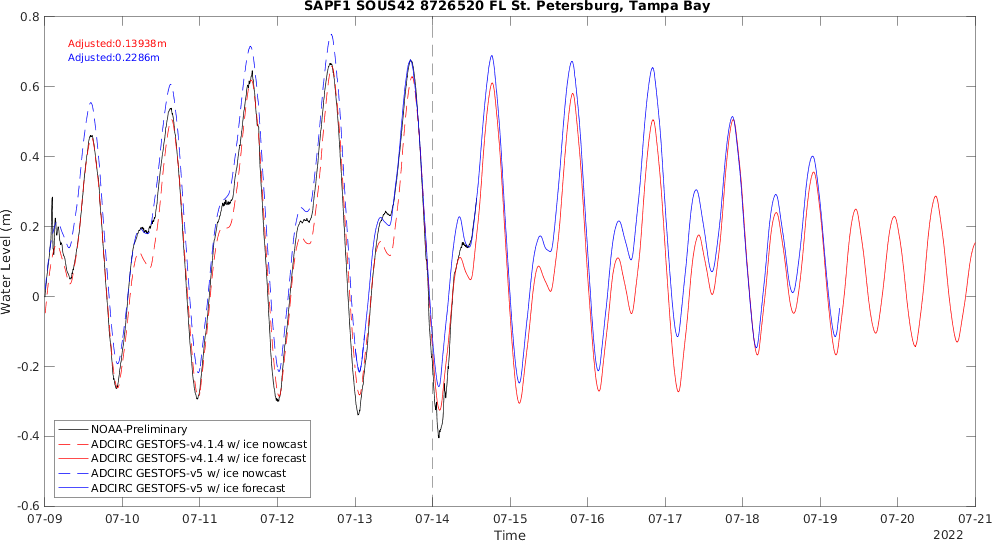 SAPF1 SOUS42 8726520 FL St. Petersburg, Tampa Bay
Adjusted:0.13938m
Adjusted:0.2286m
0.8
0.6
0.4
0.2
0
-0.2
-0.4
-0.6
Water Level (m)
NOAA-Preliminary
ADCIRC GESTOFS-v4.1.4 w/ ice nowcast
ADCIRC GESTOFS-v4.1.4 w/ ice forecast
ADCIRC GESTOFS-v5 w/ ice nowcast
ADCIRC GESTOFS-v5 w/ ice forecast
07-09 07-10 07-11 07-12 07-13 07-14 07-15 07-16 07-17 07-18 07-19 07-20 07-21
Time
2022